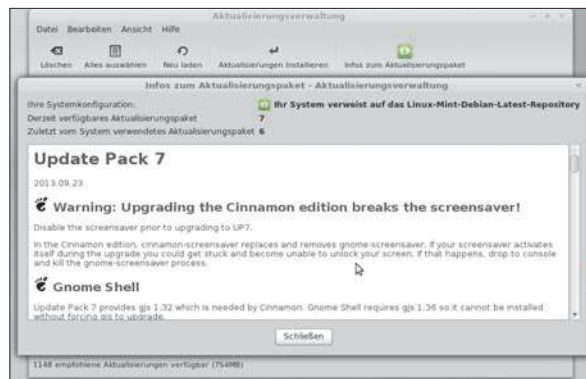 Aktualisierungsverwaltung
Datei Bearbeiten Ansicht Hilfe
Löschen Alles auswählen Neu laden Aktualisierungen installieren Infos zum Aktualisierungspaket
Infos zum Aktualisierungspaket - Aktualisierungsverwaltung
Ihre Systemkonfiguration: Ihr System verweist auf das Linux-Mint-Debian-Latest-Repository
Derzeit verfügbares Aktualisierungspaket 7
Zuletzt vom System verwendetes Aktualisierungspaket 6
Update Pack 7
2013.09.23
Warning: Upgrading the Cinnamon edition breaks the screensaver!
Disable the screensaver prior to upgrading to UP7.
In the Cinnamon edition, cinnamon-screensaver replaces and removes gnome-screensaver. If your screensaver activates
itself during the upgrade you could get stuck and become unable to unlock your screen. If that happens, drop to console
and kill the gnome-screensaver process.
Gnome Shell
Update Pack 7 provides gjs 1.32 which is needed by Cinnamon. Gnome Shell requires gjs 1.36 so it cannot be installed
without forcing gjs to upgrade.
Schließen
1148 empfohlene Aktualisierungen verfügbar (754MB)